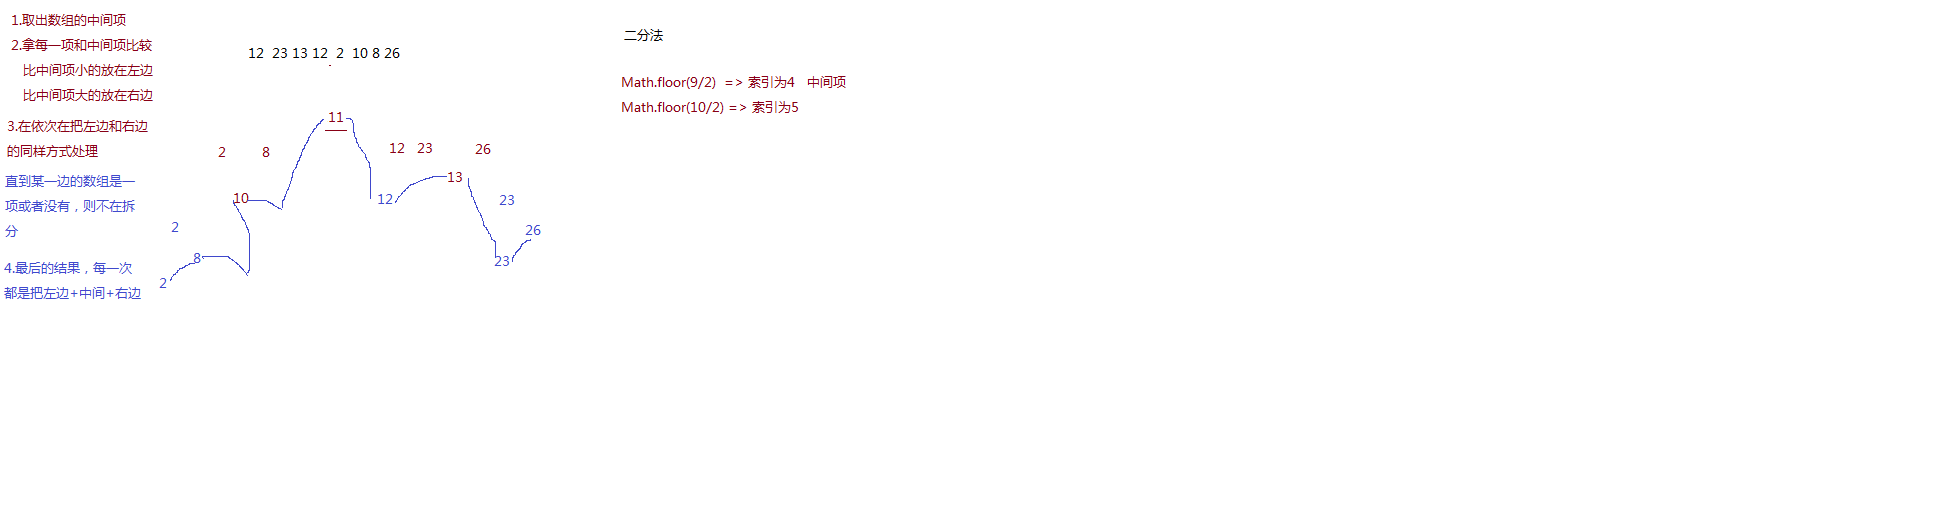 1.取出数组的中间项
2.拿每一项和中间项比较
比中间项小的放在左边
比中间项大的放在右边
3.在依次在把左边和右边
的同样方式处理
直到某一边的数组是一
项或者没有，则不在拆
分
4.最后的结果，每一次
都是把左边+中间+右边
12 23 13 12 2 10 8 26
11
2 8
12 23 26
10
13
12
23
2
8
2
26
23
二分法
Math.floor(9/2) => 索引为4 中间项
Math.floor(10/2) => 索引为5